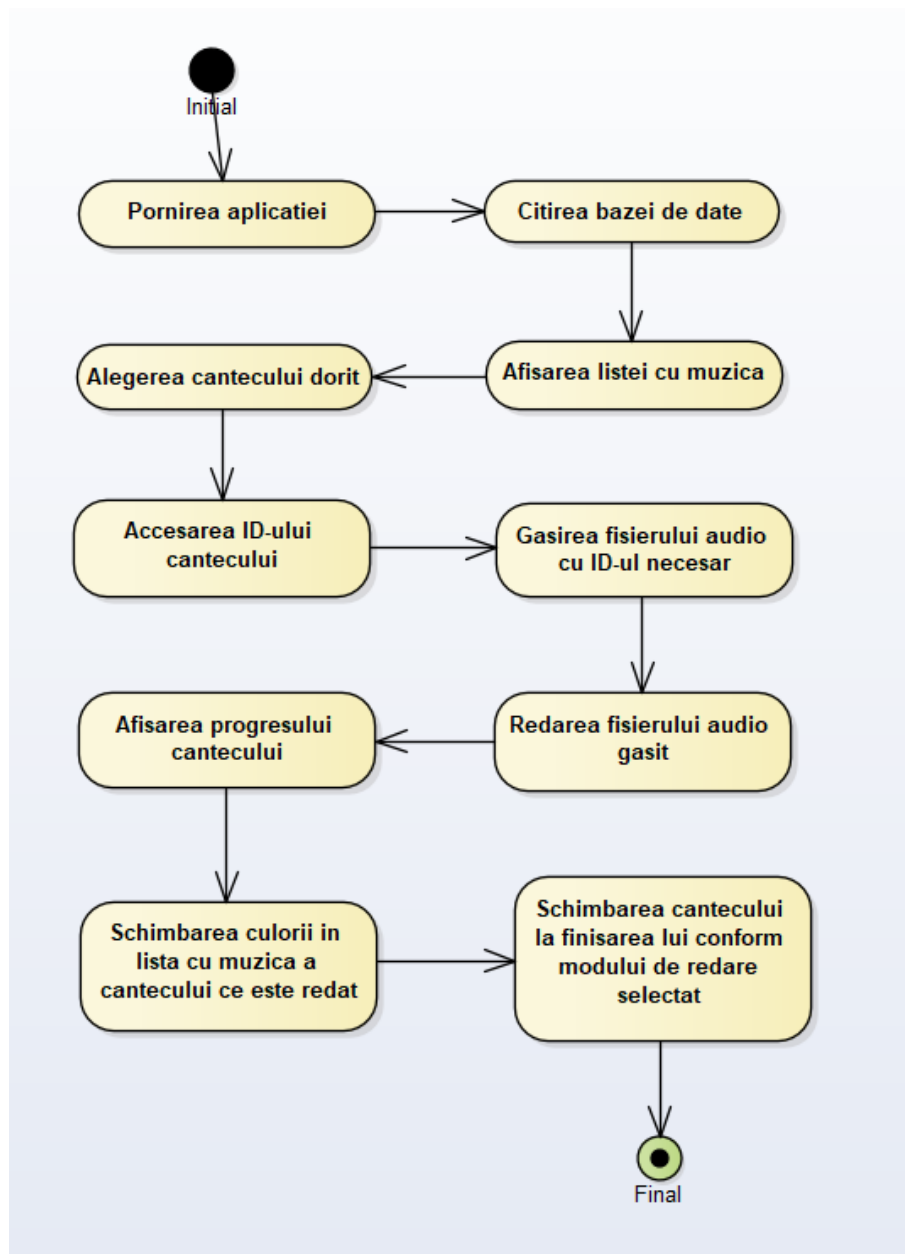 Initial
Pornirea aplicatiei
Citirea bazei de date
Afisarea listei cu muzica
Alegerea cantecului dorit
Accesarea ID-ului
cantecului
Gasirea fisierului audio
cu ID-ul necesar
Redarea fisierului audio
gasit
Afisarea progresului
cantecului
Schimbarea culorii in
lista cu muzica a
cantecului ce este redat
Schimbarea cantecului
la finisarea lui conform
modului de redare
selectat
Final